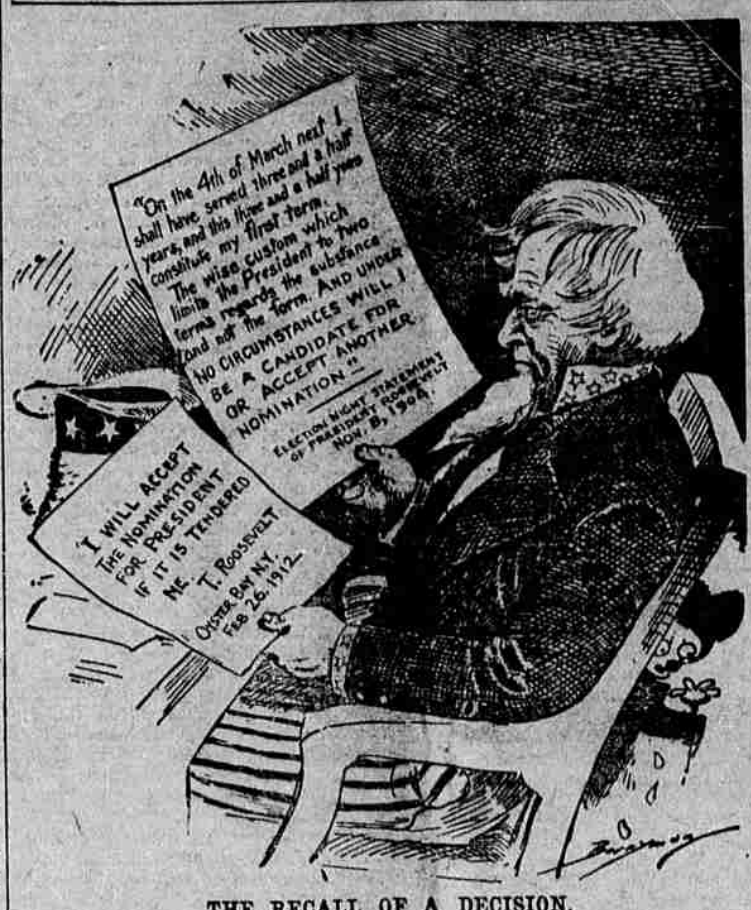 "On the 4th of March next I
shall have served three and a half
years, and this three and a half years
constitute my first term.
The wise custom which
limits the President to two
terms regards the substance
and not the form. AND UNDER
NO CIRCUMSTANCES WILL I
BE A CANDIDATE FOR
OR ACCEPT ANOTHER
NOMINATION"
ELECTION NIGHT STATEMENT
OF PRESIDENT ROOSEVELT
NOV. 8, 1904.
"I WILL ACCEPT
THE NOMINATION
FOR PRESIDENT
IF IT IS TENDERED
ME.
T. ROOSEVELT
OYSTER BAY N.Y.
FEB 26. 1912.
THE RECALL OF A DECISION.